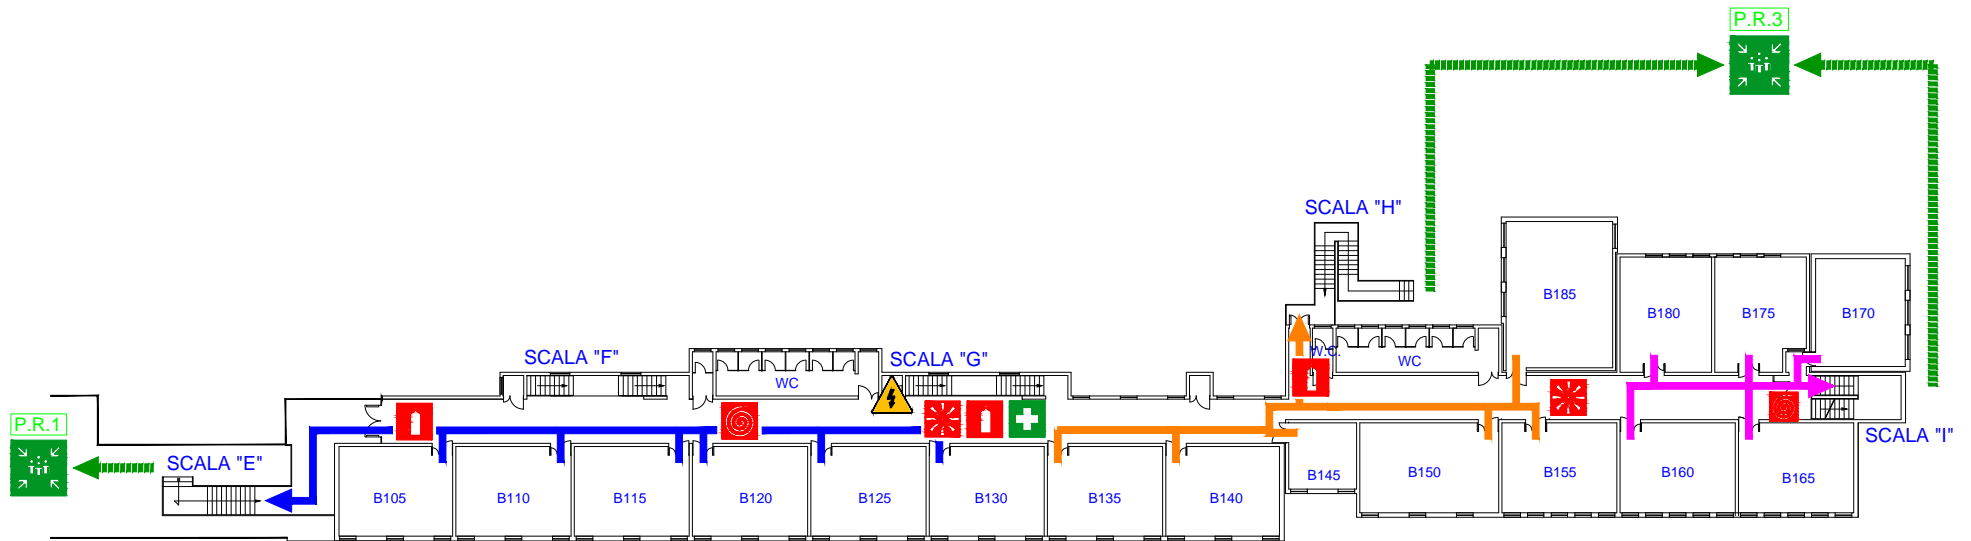 P.R.3
SCALA "H"
B185
B180
B175
B170
W.C.
WC
SCALA "F"
SCALA "G"
WC
P.R.1
SCALA "E"
SCALA "I"
B105
B110
B115
B120
B125
B130
B135
B140
B145
B150
B155
B160
B165